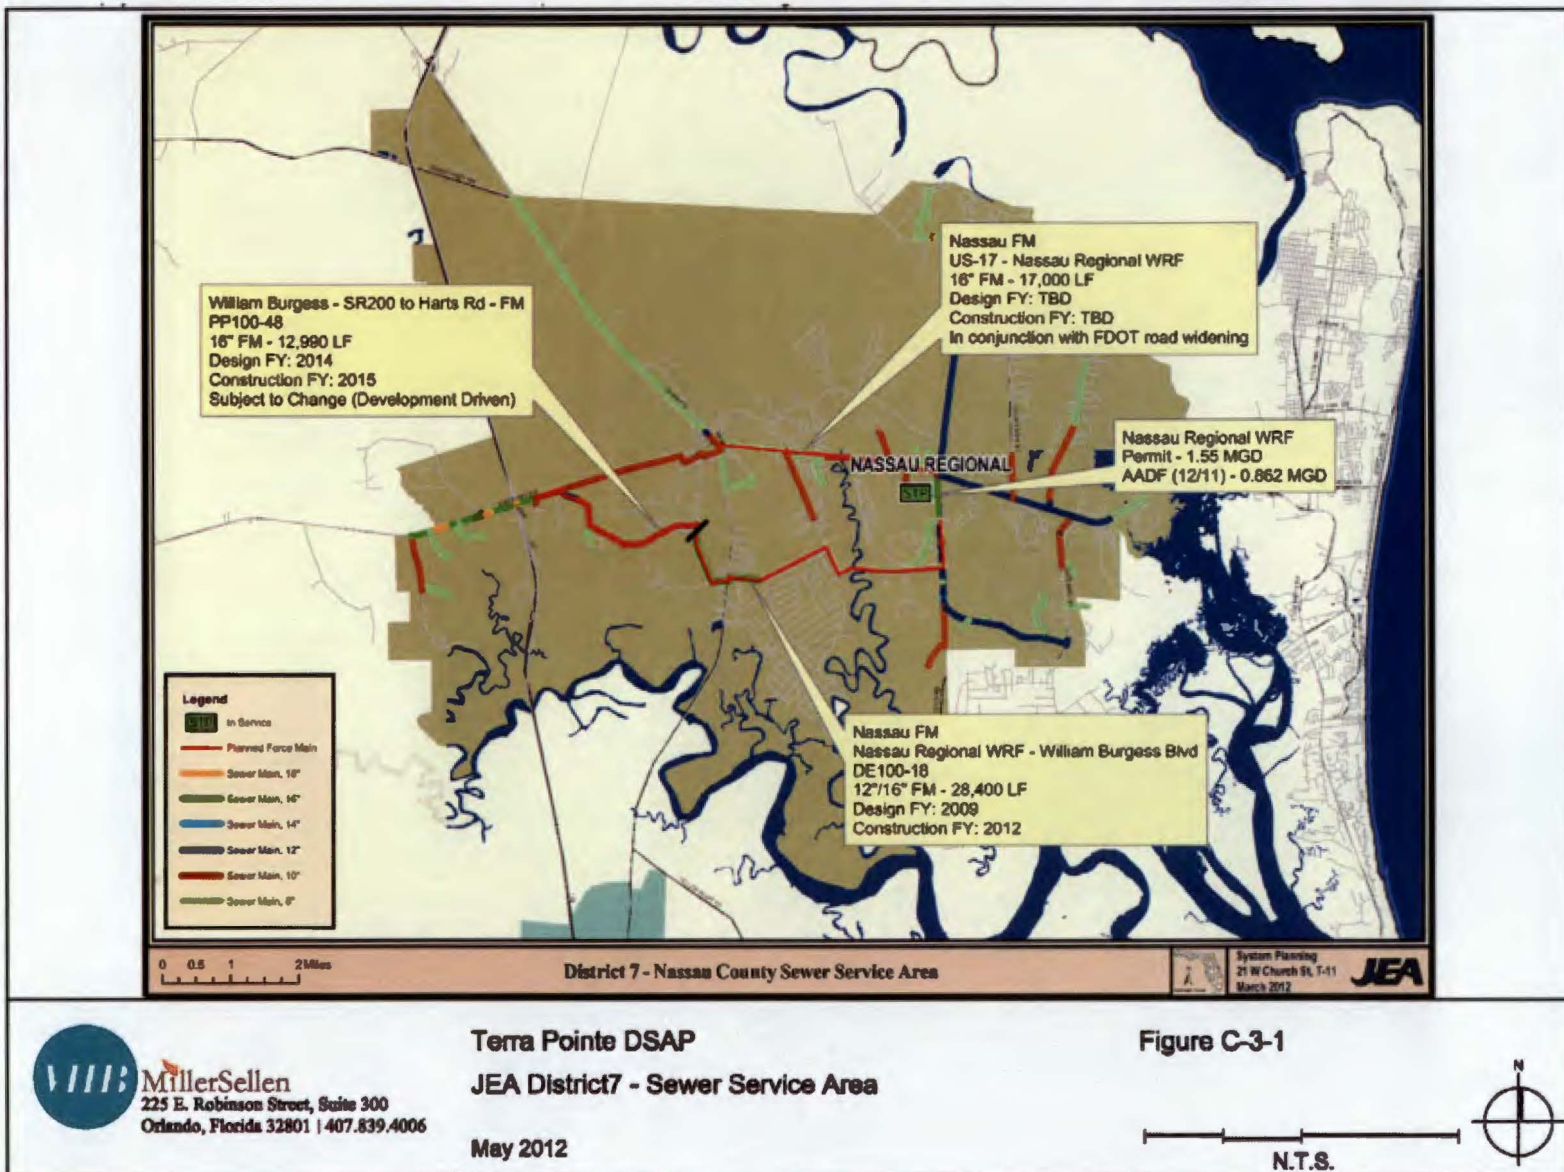 Nassau FM
US-17 - Nassau Regional WRF
16" FM - 17,000 LF
Design FY: TBD
Construction FY: TBD
In conjunction with FDOT road widening
William Burgess - SR200 to Harts Rd - FM
PP100-48
16" FM - 12,990 LF
Design FY: 2014
Construction FY: 2015
Subject to Change (Development Driven)
Nassau Regional WRF
Permit - 1.55 MGD
AADF (12/11) - 0.862 MGD
NASSAU REGIONAL
STP
Nassau FM
Nassau Regional WRF - William Burgess Blvd
DE100-18
12"/16" FM - 28,400 LF
Design FY: 2009
Construction FY: 2012
Legend
STP In Service
Planned Force Main
Sewer Main, 18"
Sewer Main, 16"
Sewer Main, 14"
Sewer Main, 12"
Sewer Main, 10"
Sewer Main, 8"
0 0.5 1 2 Miles
District 7 - Nassau County Sewer Service Area
System Planning
21 W Church St, T-11
March 2012
JEA
VHB MillerSellen
225 E. Robinson Street, Suite 300
Orlando, Florida 32801 | 407.839.4006
Terra Pointe DSAP
JEA District7 - Sewer Service Area
May 2012
Figure C-3-1
N
N.T.S.